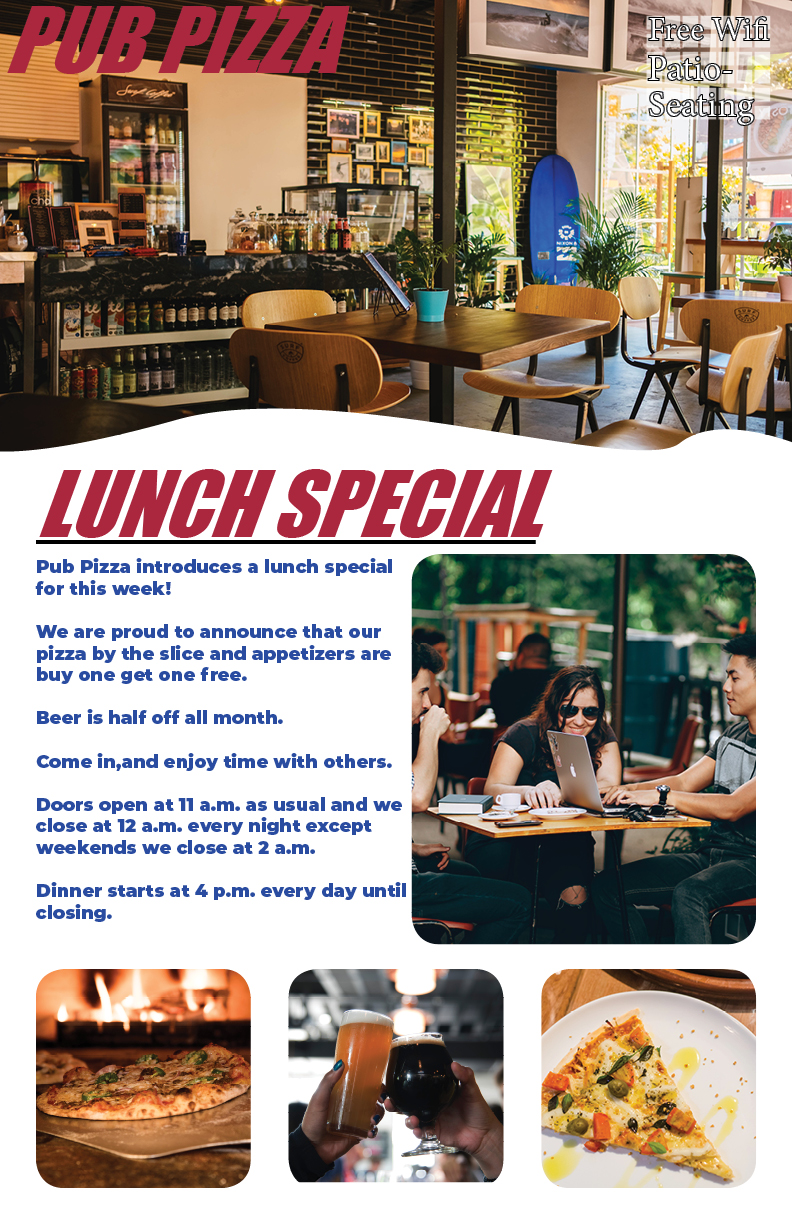 PUB PIZZA
Free Wifi
Patio-
Seating
Surf Coffee
NIXON
LUNCH SPECIAL
Pub Pizza introduces a lunch special
for this week!
We are proud to announce that our
pizza by the slice and appetizers are
buy one get one free.
Beer is half off all month.
Come in,and enjoy time with others.
Doors open at 11 a.m. as usual and we
close at 12 a.m. every night except
weekends we close at 2 a.m.
Dinner starts at 4 p.m. every day until
closing.